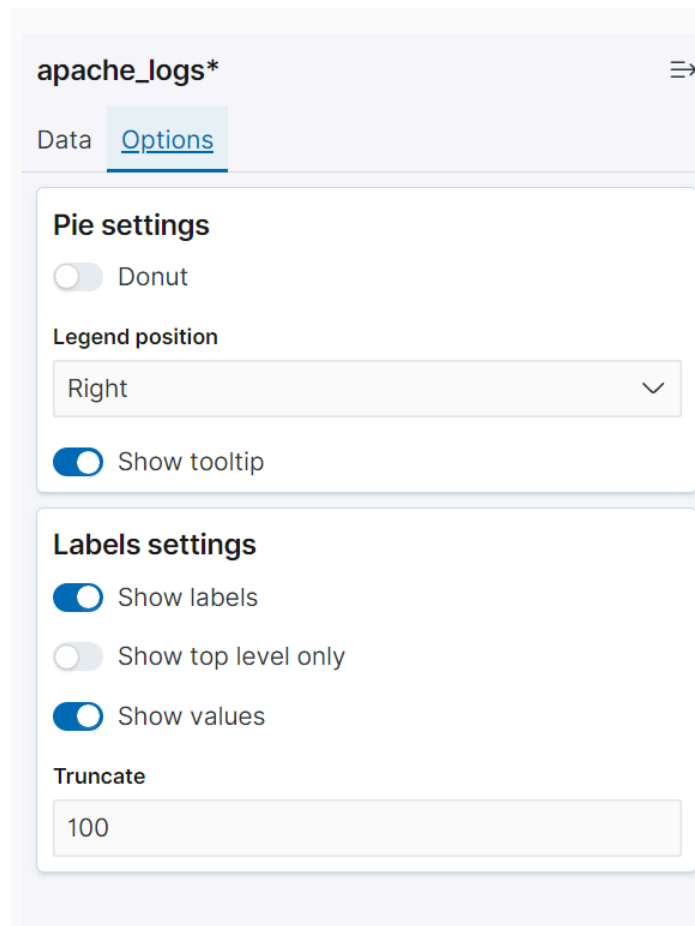 apache_logs*
Data Options
Pie settings
Donut
Legend position
Right
Show tooltip
Labels settings
Show labels
Show top level only
Show values
Truncate
100